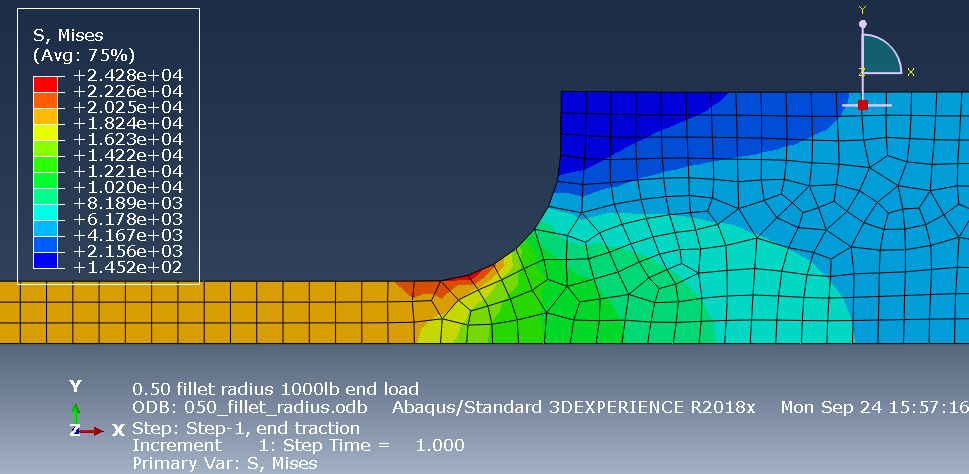 S, Mises
(Avg: 75%)
+2.428e+04
+2.226e+04
+2.025e+04
+1.824e+04
+1.623e+04
+1.422e+04
+1.221e+04
+1.020e+04
+8.189e+03
+6.178e+03
+4.167e+03
+2.156e+03
+1.452e+02
Y
Z X
Y
Z X
0.50 fillet radius 1000lb end load
ODB: 050_fillet_radius.odb Abaqus/Standard 3DEXPERIENCE R2018x Mon Sep 24 15:57:16
Step: Step-1, end traction
Increment 1: Step Time = 1.000
Primary Var: S, Mises